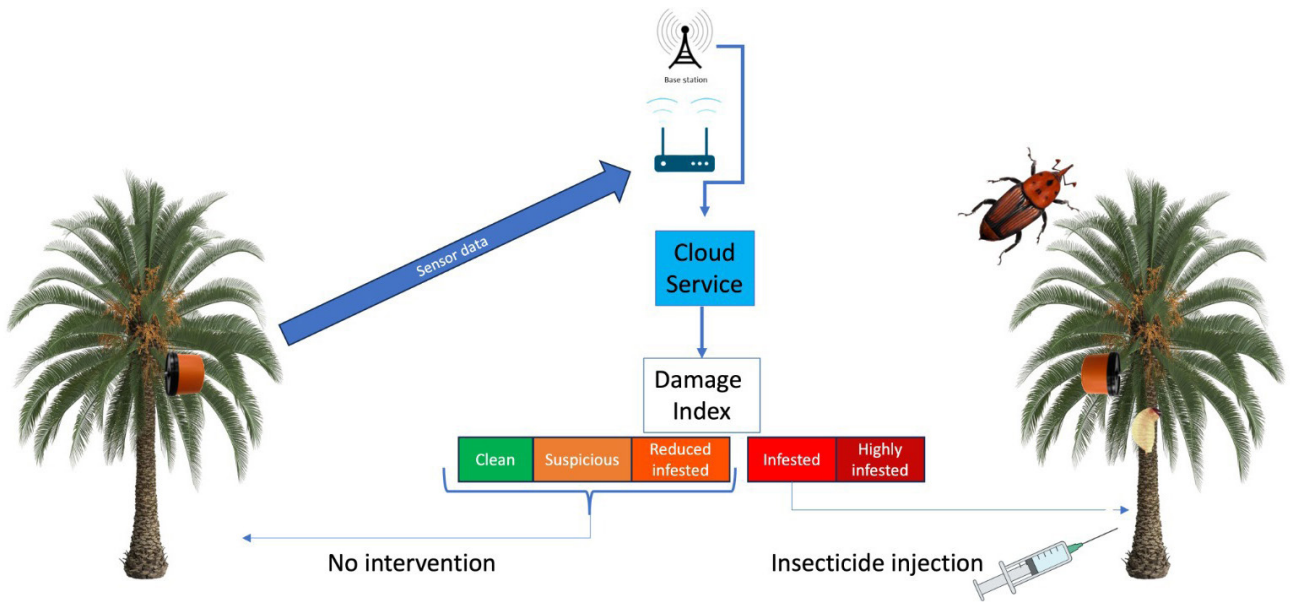 Base station
Sensor data
Cloud
Service
Damage
Index
Clean
Suspicious
Reduced
infested
Infested
Highly
infested
No intervention
Insecticide injection